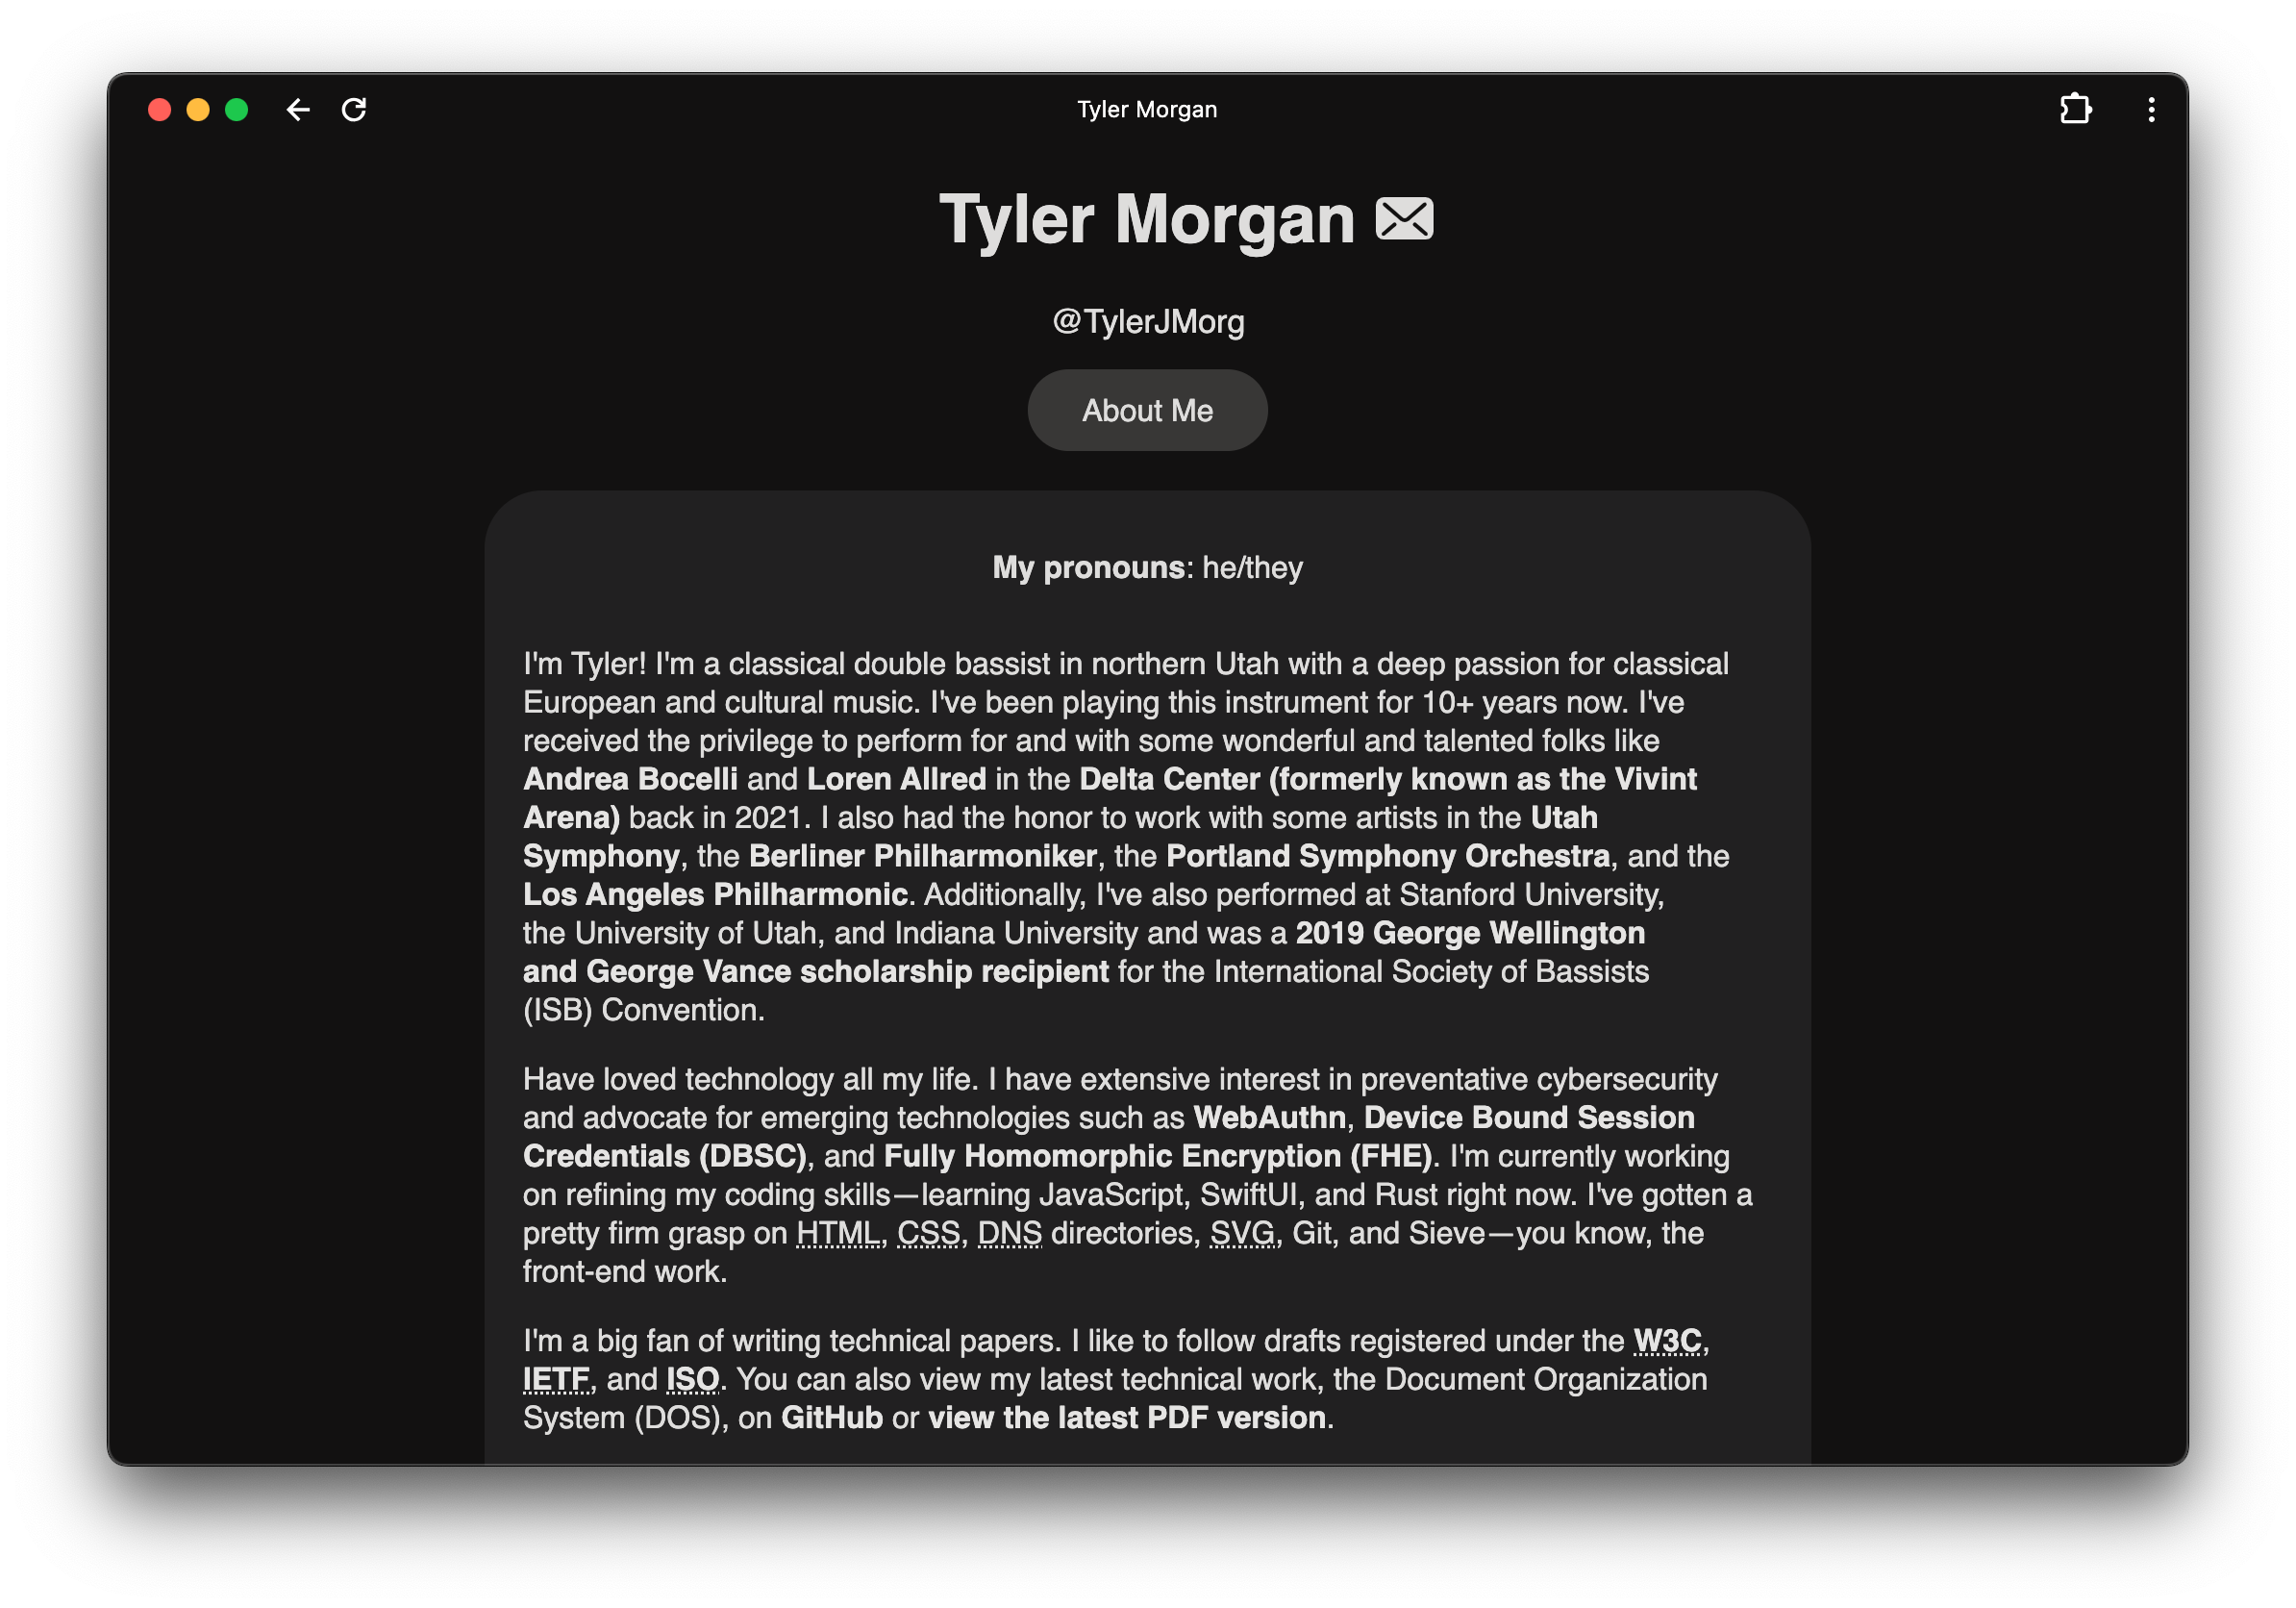 Tyler Morgan
Tyler Morgan
@TylerJMorg
About Me
My pronouns: he/they
I'm Tyler! I'm a classical double bassist in northern Utah with a deep passion for classical
European and cultural music. I've been playing this instrument for 10+ years now. I've
received the privilege to perform for and with some wonderful and talented folks like
Andrea Bocelli and Loren Allred in the Delta Center (formerly known as the Vivint
Arena) back in 2021. I also had the honor to work with some artists in the Utah
Symphony, the Berliner Philharmoniker, the Portland Symphony Orchestra, and the
Los Angeles Philharmonic. Additionally, I've also performed at Stanford University,
the University of Utah, and Indiana University and was a 2019 George Wellington
and George Vance scholarship recipient for the International Society of Bassists
(ISB) Convention.
Have loved technology all my life. I have extensive interest in preventative cybersecurity
and advocate for emerging technologies such as WebAuthn, Device Bound Session
Credentials (DBSC), and Fully Homomorphic Encryption (FHE). I'm currently working
on refining my coding skills—learning JavaScript, SwiftUI, and Rust right now. I've gotten a
pretty firm grasp on HTML, CSS, DNS directories, SVG, Git, and Sieve—you know, the
front-end work.
I'm a big fan of writing technical papers. I like to follow drafts registered under the W3C,
IETF, and ISO. You can also view my latest technical work, the Document Organization
System (DOS), on GitHub or view the latest PDF version.